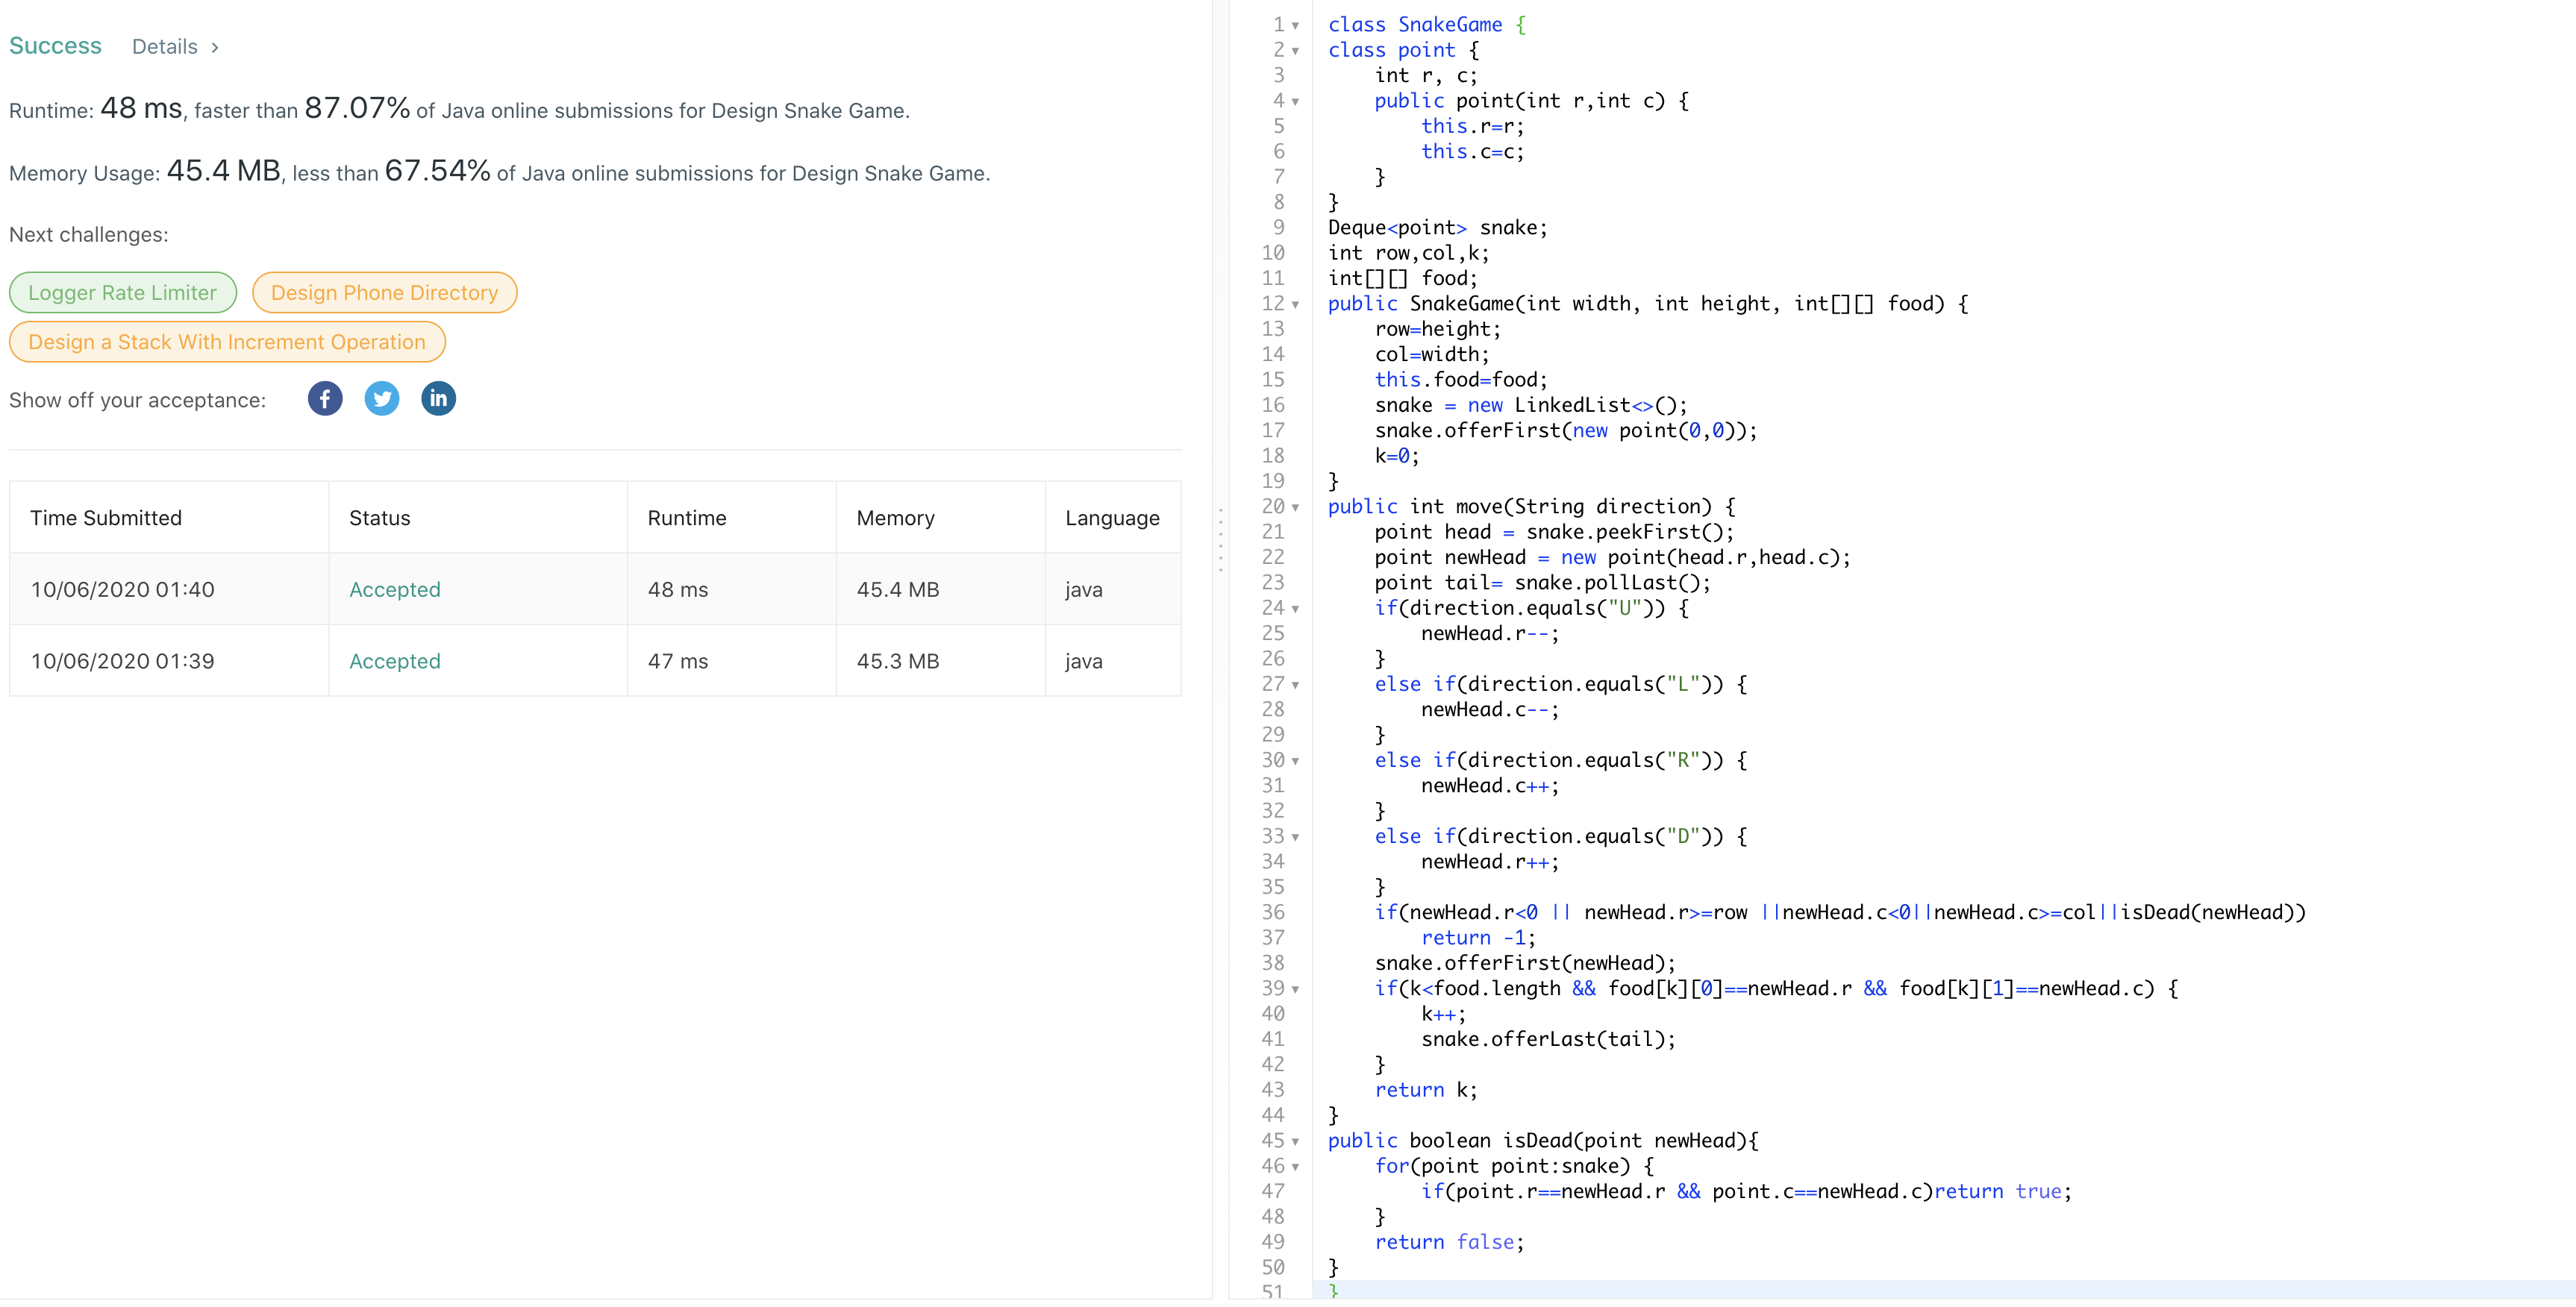 Success Details >
Runtime: 48 ms, faster than 87.07% of Java online submissions for Design Snake Game.
Memory Usage: 45.4 MB, less than 67.54% of Java online submissions for Design Snake Game.
Next challenges:
Logger Rate Limiter Design Phone Directory
Design a Stack With Increment Operation
Show off your acceptance: f in
Time Submitted Status Runtime Memory Language
10/06/2020 01:40 Accepted 48 ms 45.4 MB java
10/06/2020 01:39 Accepted 47 ms 45.3 MB java
1 class SnakeGame {
2 class point {
3     int r, c;
4     public point(int r,int c) {
5         this.r=r;
6         this.c=c;
7     }
8 }
9 Deque<point> snake;
10 int row,col,k;
11 int[][] food;
12 public SnakeGame(int width, int height, int[][] food) {
13     row=height;
14     col=width;
15     this.food=food;
16     snake = new LinkedList<>();
17     snake.offerFirst(new point(0,0));
18     k=0;
19 }
20 public int move(String direction) {
21     point head = snake.peekFirst();
22     point newHead = new point(head.r,head.c);
23     point tail= snake.pollLast();
24     if(direction.equals("U")) {
25         newHead.r--;
26     }
27     else if(direction.equals("L")) {
28         newHead.c--;
29     }
30     else if(direction.equals("R")) {
31         newHead.c++;
32     }
33     else if(direction.equals("D")) {
34         newHead.r++;
35     }
36     if(newHead.r<0 || newHead.r>=row ||newHead.c<0||newHead.c>=col||isDead(newHead))
37         return -1;
38     snake.offerFirst(newHead);
39     if(k<food.length && food[k][0]==newHead.r && food[k][1]==newHead.c) {
40         k++;
41         snake.offerLast(tail);
42     }
43     return k;
44 }
45 public boolean isDead(point newHead){
46     for(point point:snake) {
47         if(point.r==newHead.r && point.c==newHead.c)return true;
48     }
49     return false;
50 }
51 }